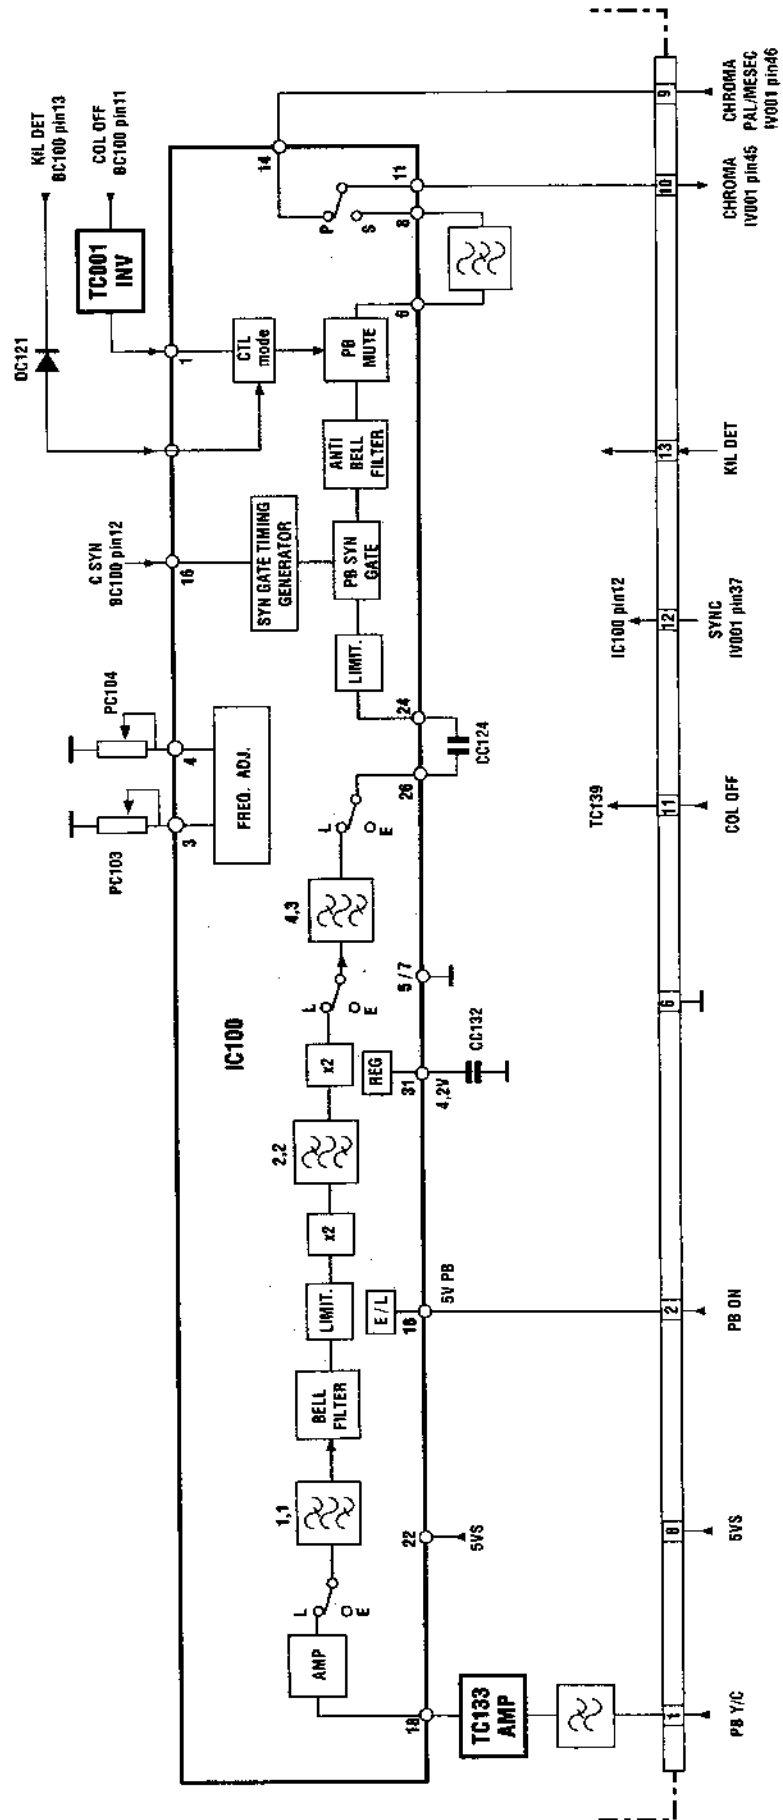 KIL DET
BC100 pin13
COL OFF
BC100 pin11
TC001
INV
DC121
C SYN
BC100 pin12
PC104
PC103
1
16
4
3
14
CTL
mode
SYN GATE TIMING
GENERATOR
FREQ. ADJ.
PB
MUTE
ANTI
BELL
FILTER
PB SYN
GATE
LIMIT.
P
S
11
8
6
24
26
CC124
L
E
4,3
L
E
IC100
x2
REG
31
4,2V
CC132
5 / 7
2,2
x2
LIMIT.
E / L
16
5V PB
BELL
FILTER
1,1
22
5VS
L
E
AMP
18
TC133
AMP
1
PB Y/C
8
5VS
2
PB ON
6
TC139
11
COL OFF
IC100 pin12
12
SYNC
IV001 pin37
13
KIL DET
10
CHROMA
IV001 pin45
9
CHROMA
PAL/MESEC
IV001 pin46